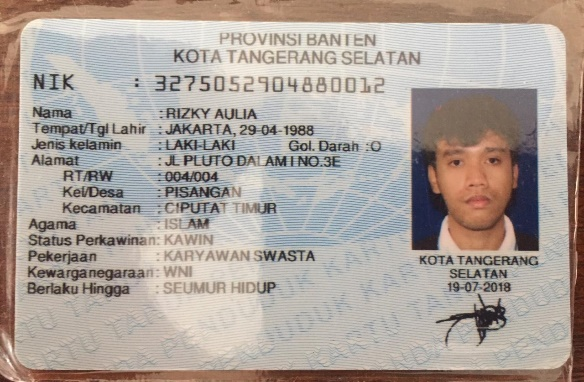 PROVINSI BANTEN
KOTA TANGERANG SELATAN
NIK : 3275052904880012
Nama : RIZKY AULIA
Tempat/Tgl Lahir : JAKARTA, 29-04-1988
Jenis kelamin : LAKI-LAKI Gol. Darah :O
Alamat : JL PLUTO DALAM I NO.3E
RT/RW : 004/004
Kel/Desa : PISANGAN
Kecamatan : CIPUTAT TIMUR
Agama : ISLAM
Status Perkawinan: KAWIN
Pekerjaan : KARYAWAN SWASTA
Kewarganegaraan: WNI
Berlaku Hingga : SEUMUR HIDUP
KOTA TANGERANG
SELATAN
19-07-2018